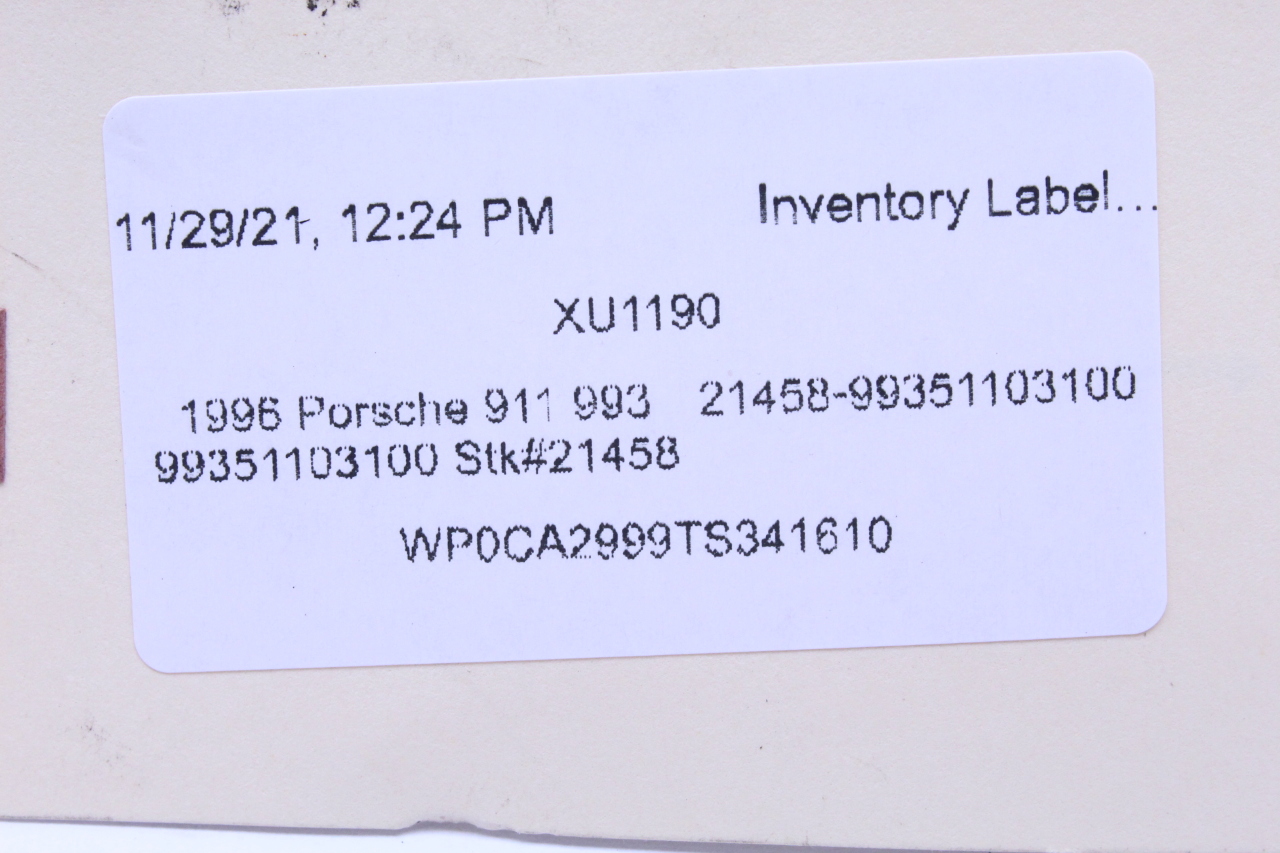 11/29/21, 12:24 PM Inventory Label...
XU1190
1996 Porsche 911 993 21458-99351103100
99351103100 Stk#21458
WP0CA2999TS341610